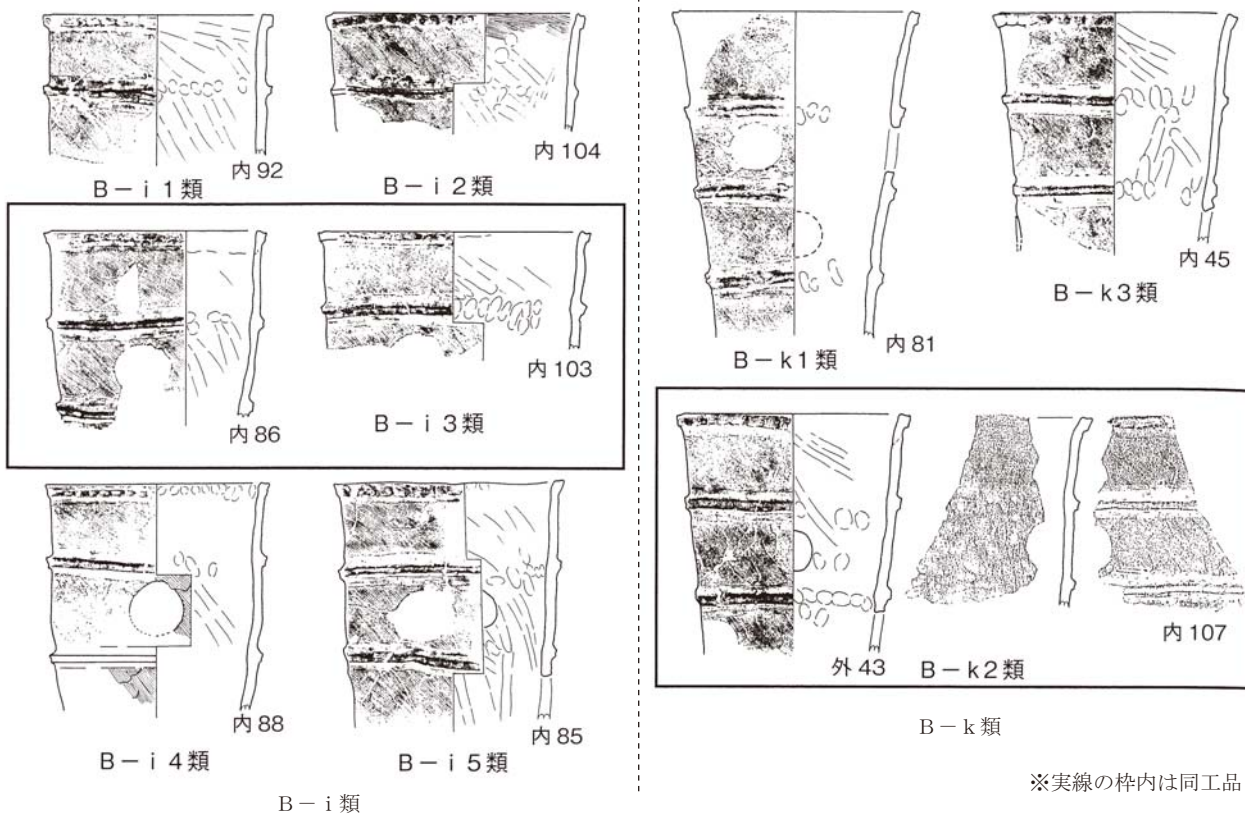 内 92
内 104
B－i 1類
B－i 2類
内 86
内 103
B－i 3類
内 88
内 85
B－i 4類
B－i 5類
B－i 類
内 81
内 45
B－k1類
B－k3類
外 43
B－k2類
内 107
B－k 類
※実線の枠内は同工品